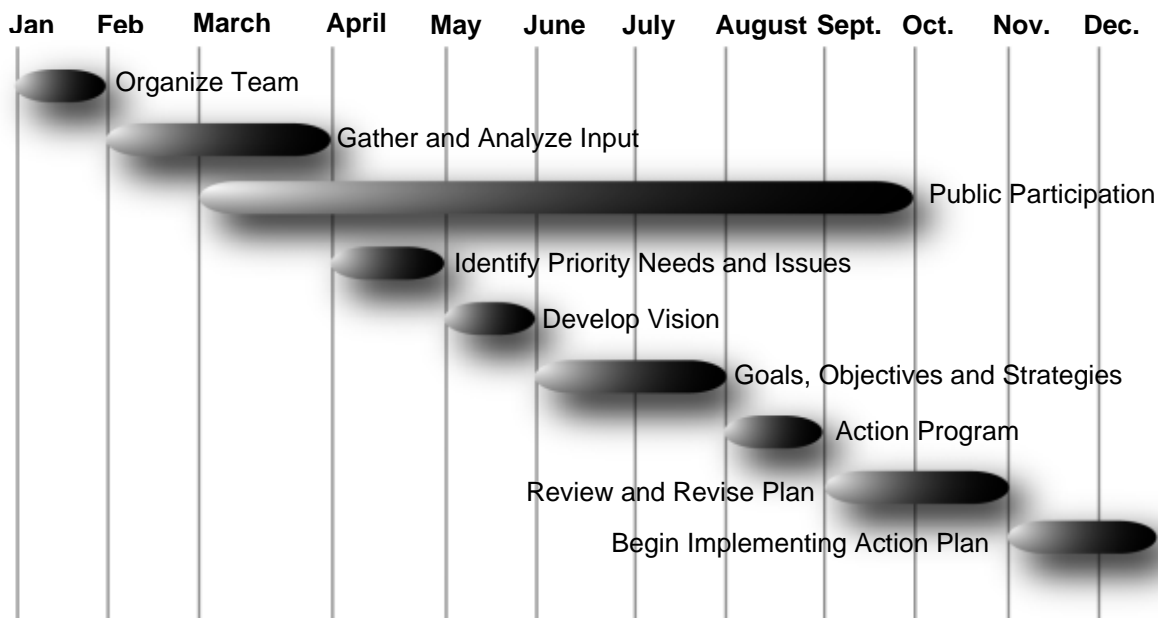 Jan Feb March April May June July August Sept. Oct. Nov. Dec.
Organize Team
Gather and Analyze Input
Public Participation
Identify Priority Needs and Issues
Develop Vision
Goals, Objectives and Strategies
Action Program
Review and Revise Plan
Begin Implementing Action Plan